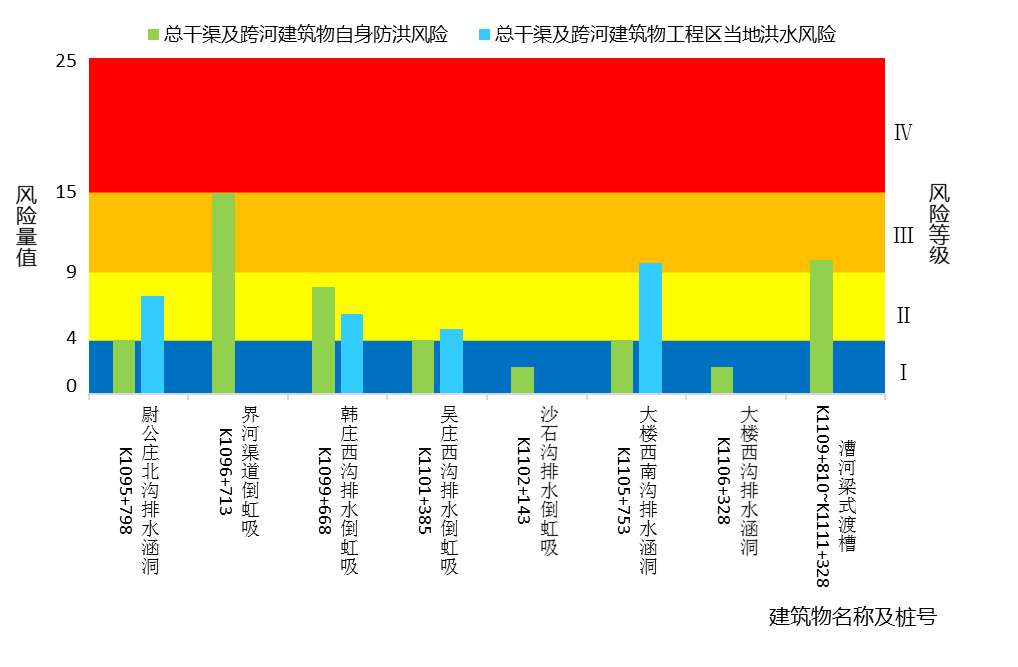 总干渠及跨河建筑物自身防洪风险
总干渠及跨河建筑物工程区当地洪水风险
25
15
9
4
0
风险量值
Ⅳ
Ⅲ
Ⅱ
Ⅰ
风险等级
尉公庄北沟排水涵洞
K1095+798
界河渠道倒虹吸
K1096+713
韩庄西沟排水倒虹吸
K1099+668
吴庄西沟排水倒虹吸
K1101+385
沙石沟排水倒虹吸
K1102+143
大楼西南沟排水涵洞
K1105+753
大楼西沟排水涵洞
K1106+328
漕河梁式渡槽
K1109+810~K1111+328
建筑物名称及桩号